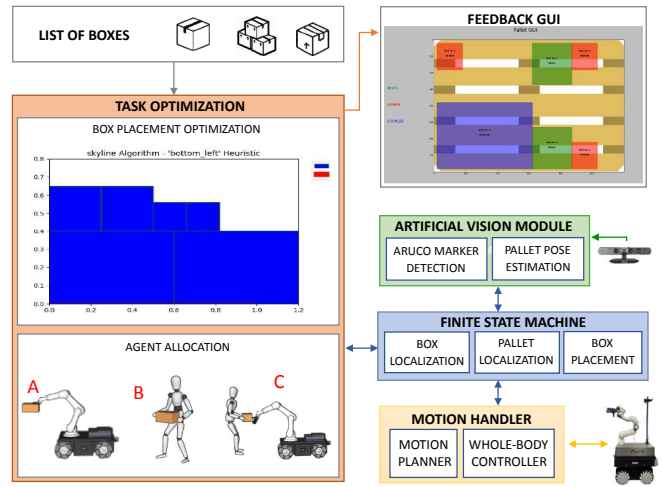 LIST OF BOXES
FEEDBACK GUI
Pallet GUI
TASK OPTIMIZATION
BOX PLACEMENT OPTIMIZATION
skyline Algorithm - 'bottom_left' Heuristic
0.8
0.7
0.6
0.5
0.4
0.3
0.2
0.1
0.0
0.0 0.2 0.4 0.6 0.8 1.0 1.2
AGENT ALLOCATION
A
B
C
ARTIFICIAL VISION MODULE
ARUCO MARKER
DETECTION
PALLET POSE
ESTIMATION
FINITE STATE MACHINE
BOX
LOCALIZATION
PALLET
LOCALIZATION
BOX
PLACEMENT
MOTION HANDLER
MOTION
PLANNER
WHOLE-BODY
CONTROLLER